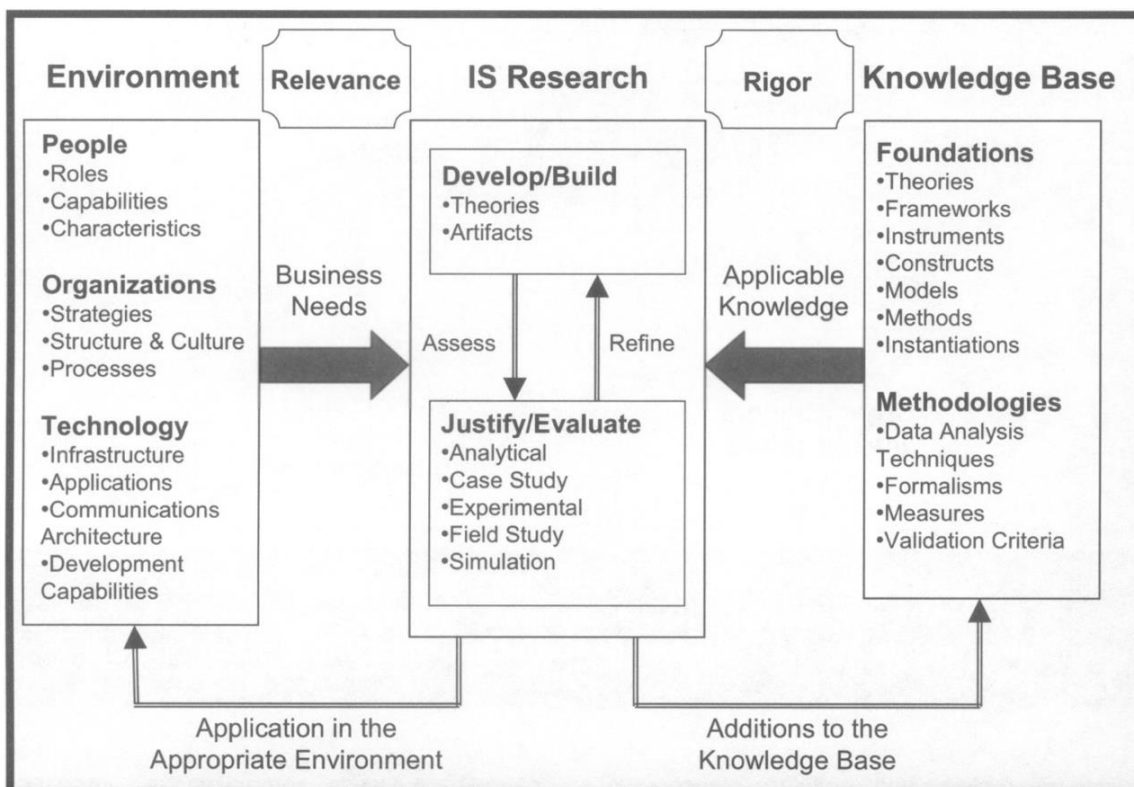 Environment
Relevance
IS Research
Rigor
Knowledge Base
People
•Roles
•Capabilities
•Characteristics
Organizations
•Strategies
•Structure & Culture
•Processes
Technology
•Infrastructure
•Applications
•Communications
Architecture
•Development
Capabilities
Business
Needs
Develop/Build
•Theories
•Artifacts
Assess
Refine
Justify/Evaluate
•Analytical
•Case Study
•Experimental
•Field Study
•Simulation
Applicable
Knowledge
Foundations
•Theories
•Frameworks
•Instruments
•Constructs
•Models
•Methods
•Instantiations
Methodologies
•Data Analysis
Techniques
•Formalisms
•Measures
•Validation Criteria
Application in the
Appropriate Environment
Additions to the
Knowledge Base